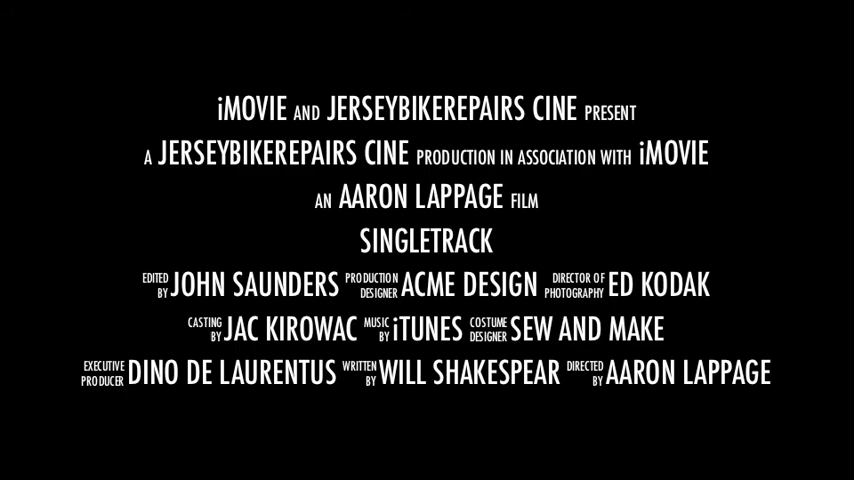 iMOVIE AND JERSEYBIKEREPAIRS CINE PRESENT
A JERSEYBIKEREPAIRS CINE PRODUCTION IN ASSOCIATION WITH iMOVIE
AN AARON LAPPAGE FILM
SINGLETRACK
EDITED BY JOHN SAUNDERS PRODUCTION DESIGNER ACME DESIGN DIRECTOR OF PHOTOGRAPHY ED KODAK
CASTING BY JAC KIROWAC MUSIC BY iTUNES COSTUME DESIGNER SEW AND MAKE
EXECUTIVE PRODUCER DINO DE LAURENTUS WRITTEN BY WILL SHAKESPEAR DIRECTED BY AARON LAPPAGE